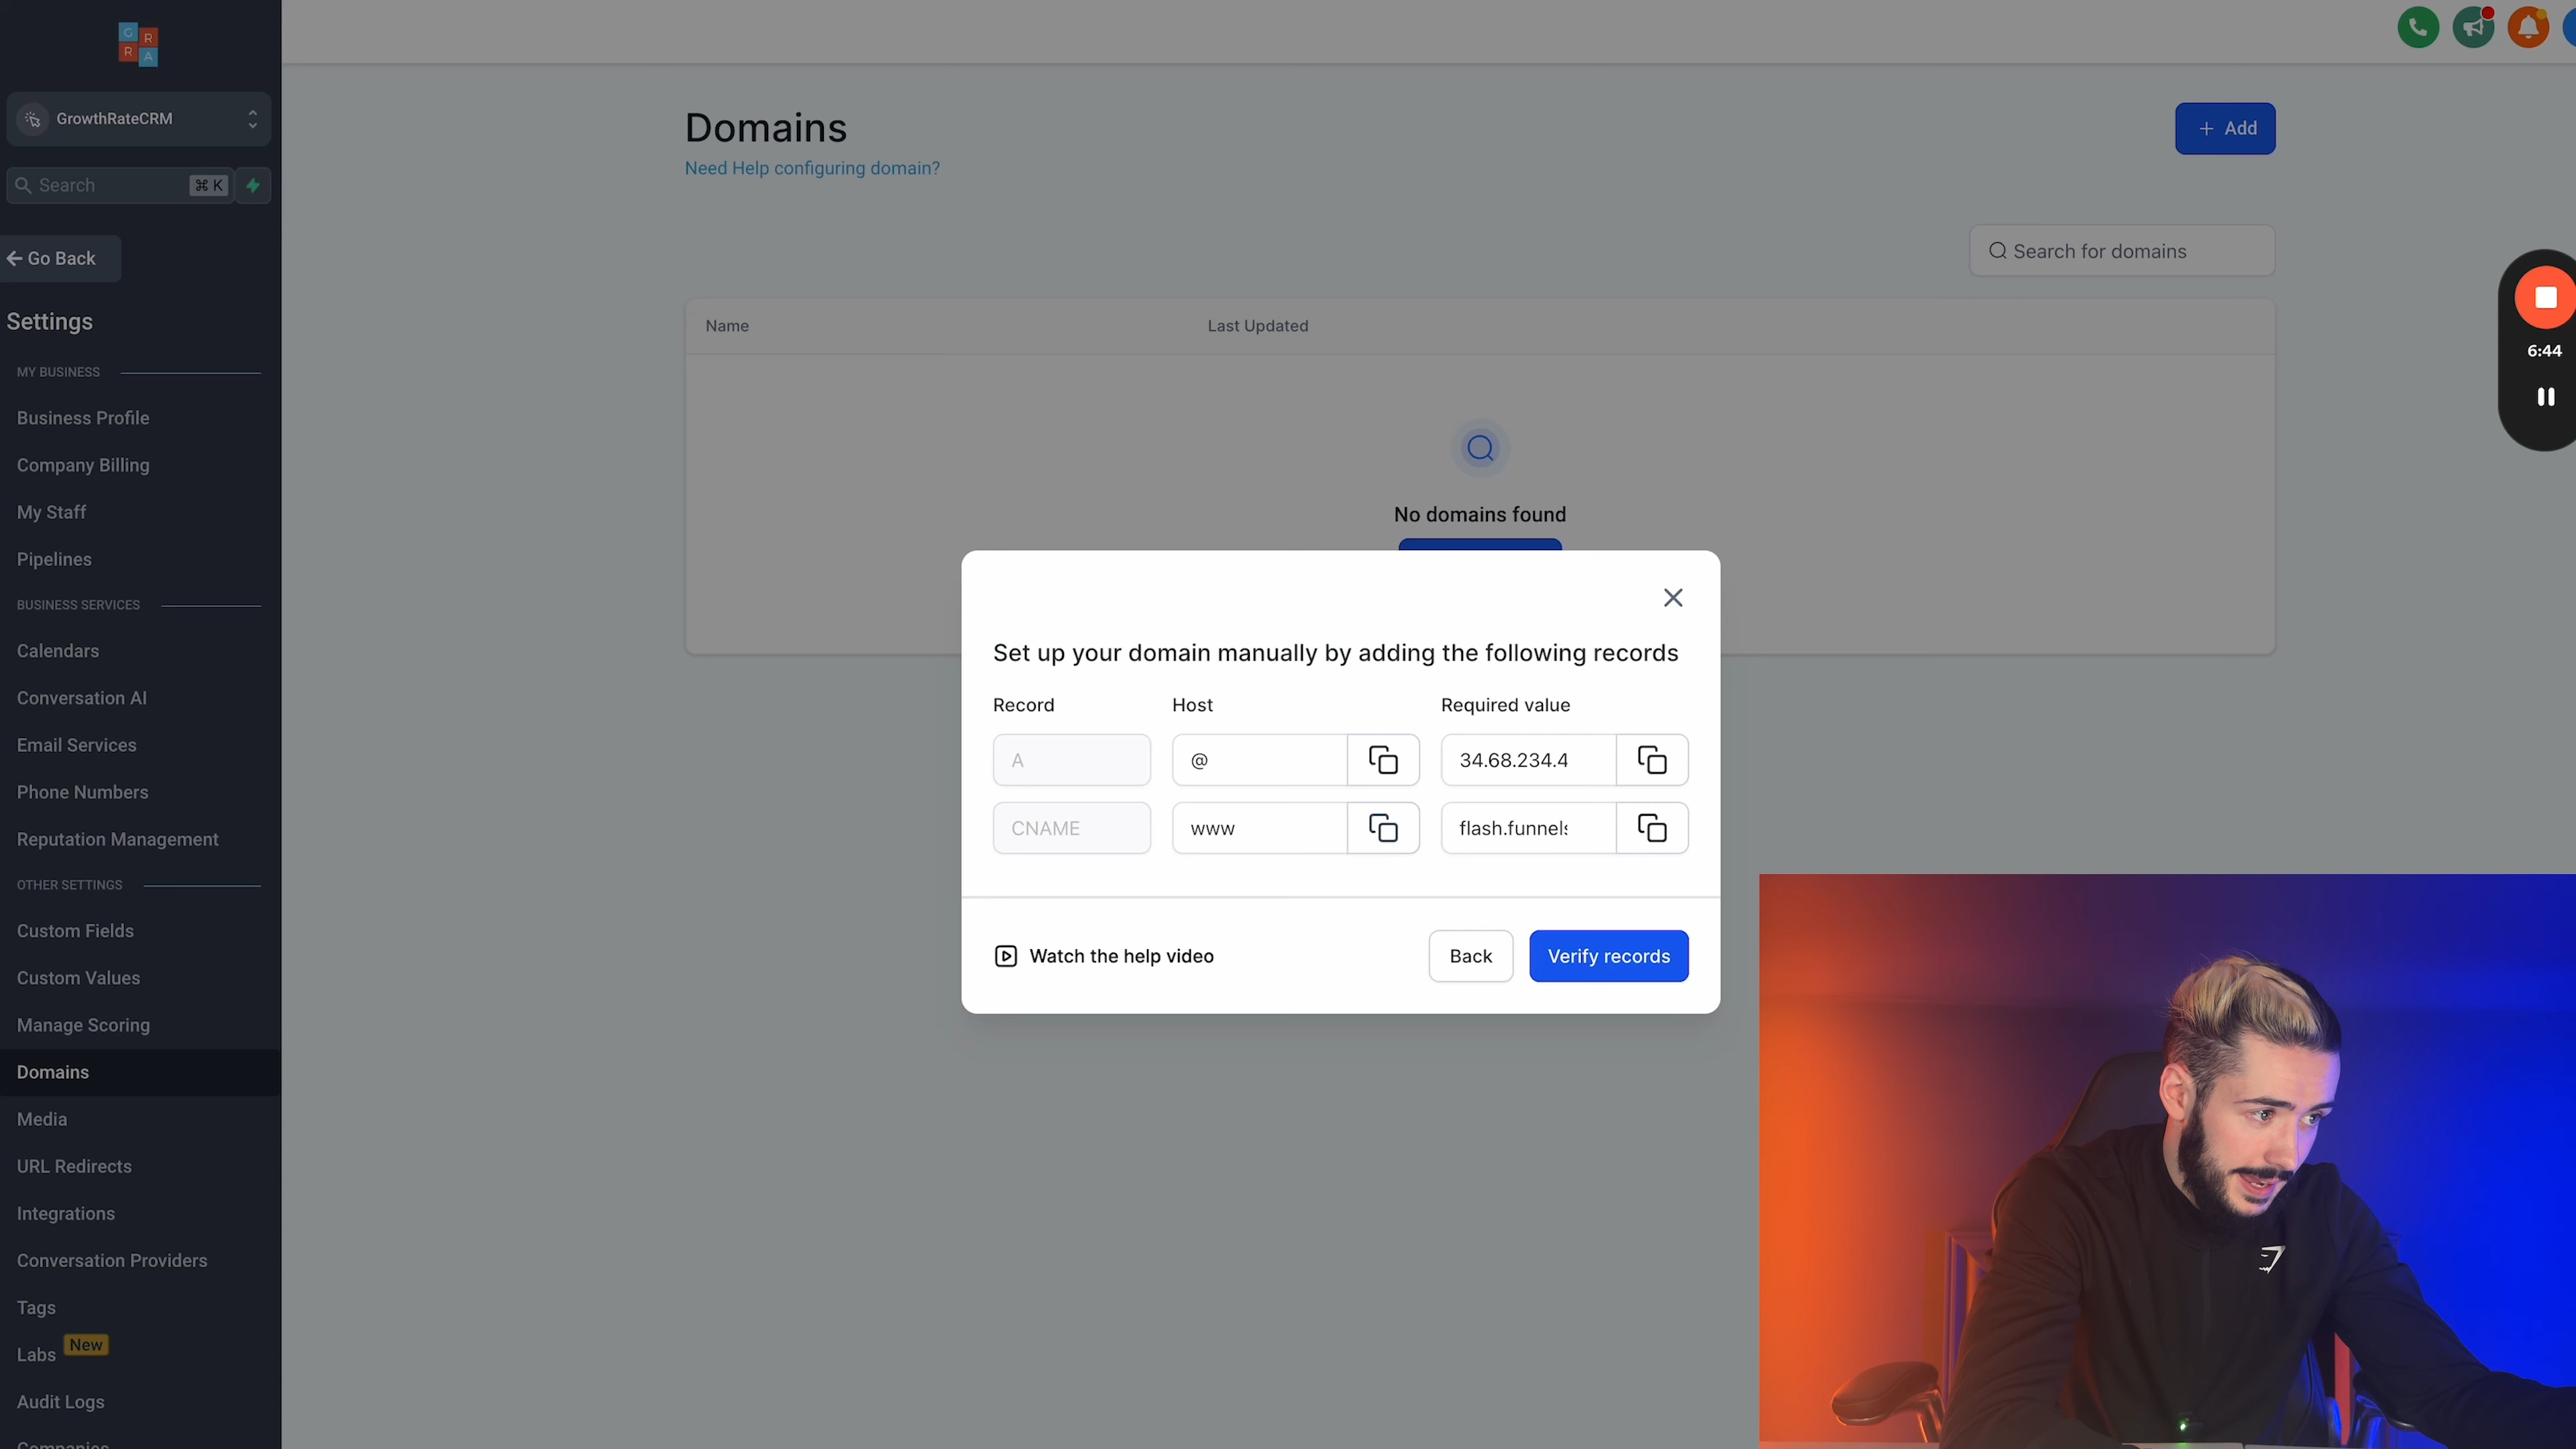 G R
R A
GrowthRateCRM
Search ⌘ K
Go Back
Settings
MY BUSINESS
Business Profile
Company Billing
My Staff
Pipelines
BUSINESS SERVICES
Calendars
Conversation AI
Email Services
Phone Numbers
Reputation Management
OTHER SETTINGS
Custom Fields
Custom Values
Manage Scoring
Domains
Media
URL Redirects
Integrations
Conversation Providers
Tags
Labs New
Audit Logs
Domains
Need Help configuring domain?
+ Add
Search for domains
Name Last Updated
No domains found
Set up your domain manually by adding the following records
Record Host Required value
A @ 34.68.234.4
CNAME www flash.funnels
Watch the help video
Back
Verify records
6:44